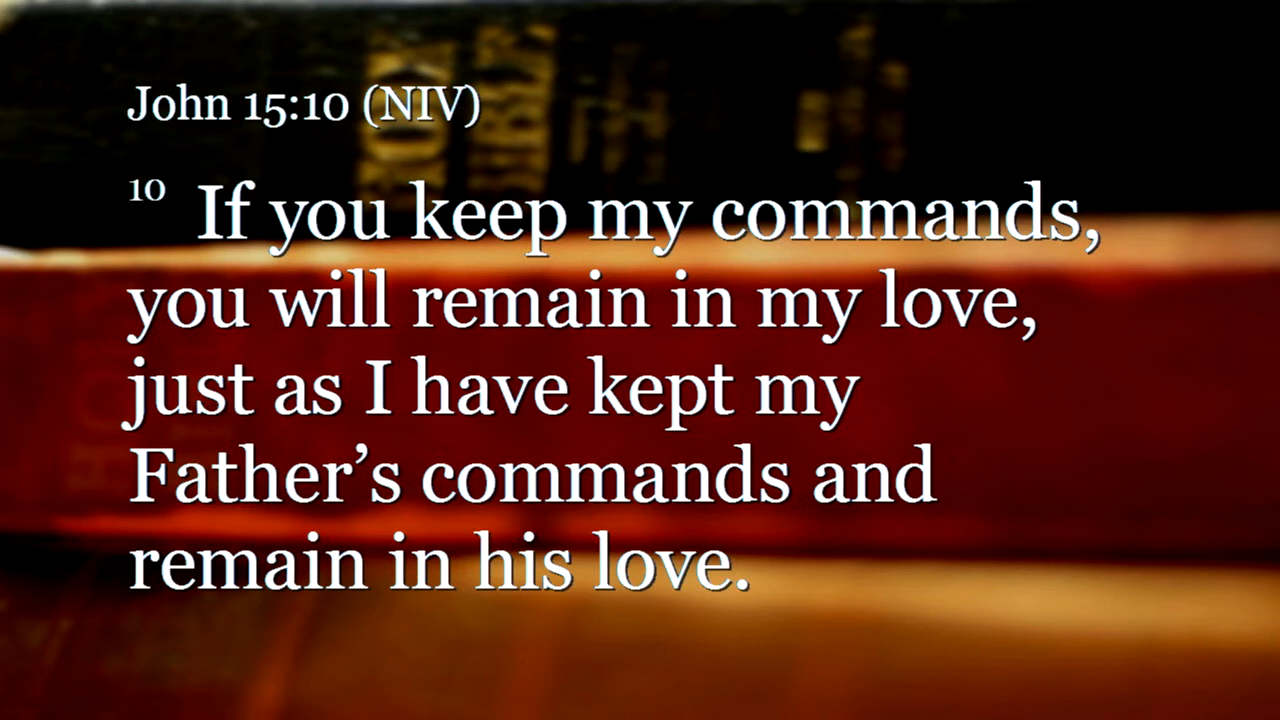 John 15:10 (NIV)
10 If you keep my commands,
you will remain in my love,
just as I have kept my
Father’s commands and
remain in his love.